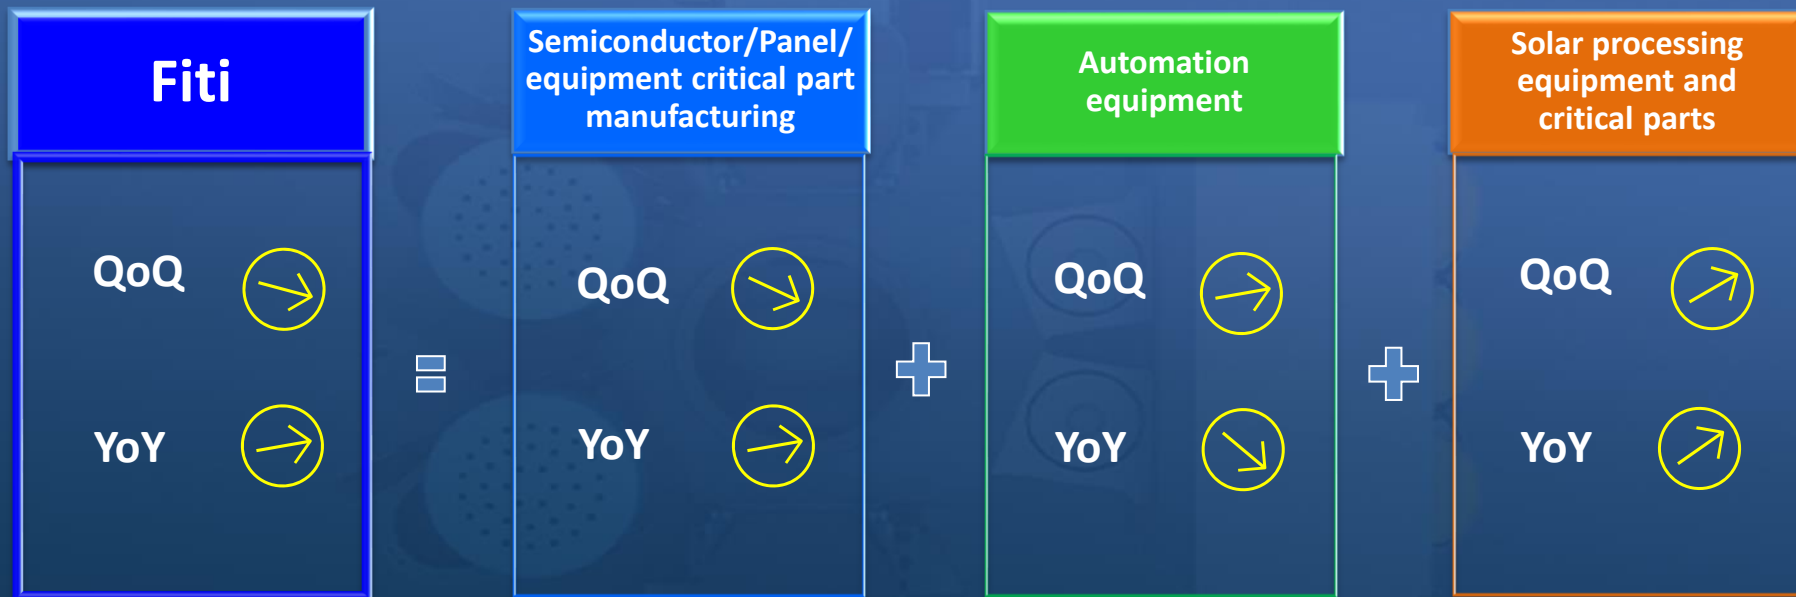 Fiti
QoQ
YoY
Semiconductor/Panel/
equipment critical part
manufacturing
QoQ
YoY
Automation
equipment
QoQ
YoY
Solar processing
equipment and
critical parts
QoQ
YoY